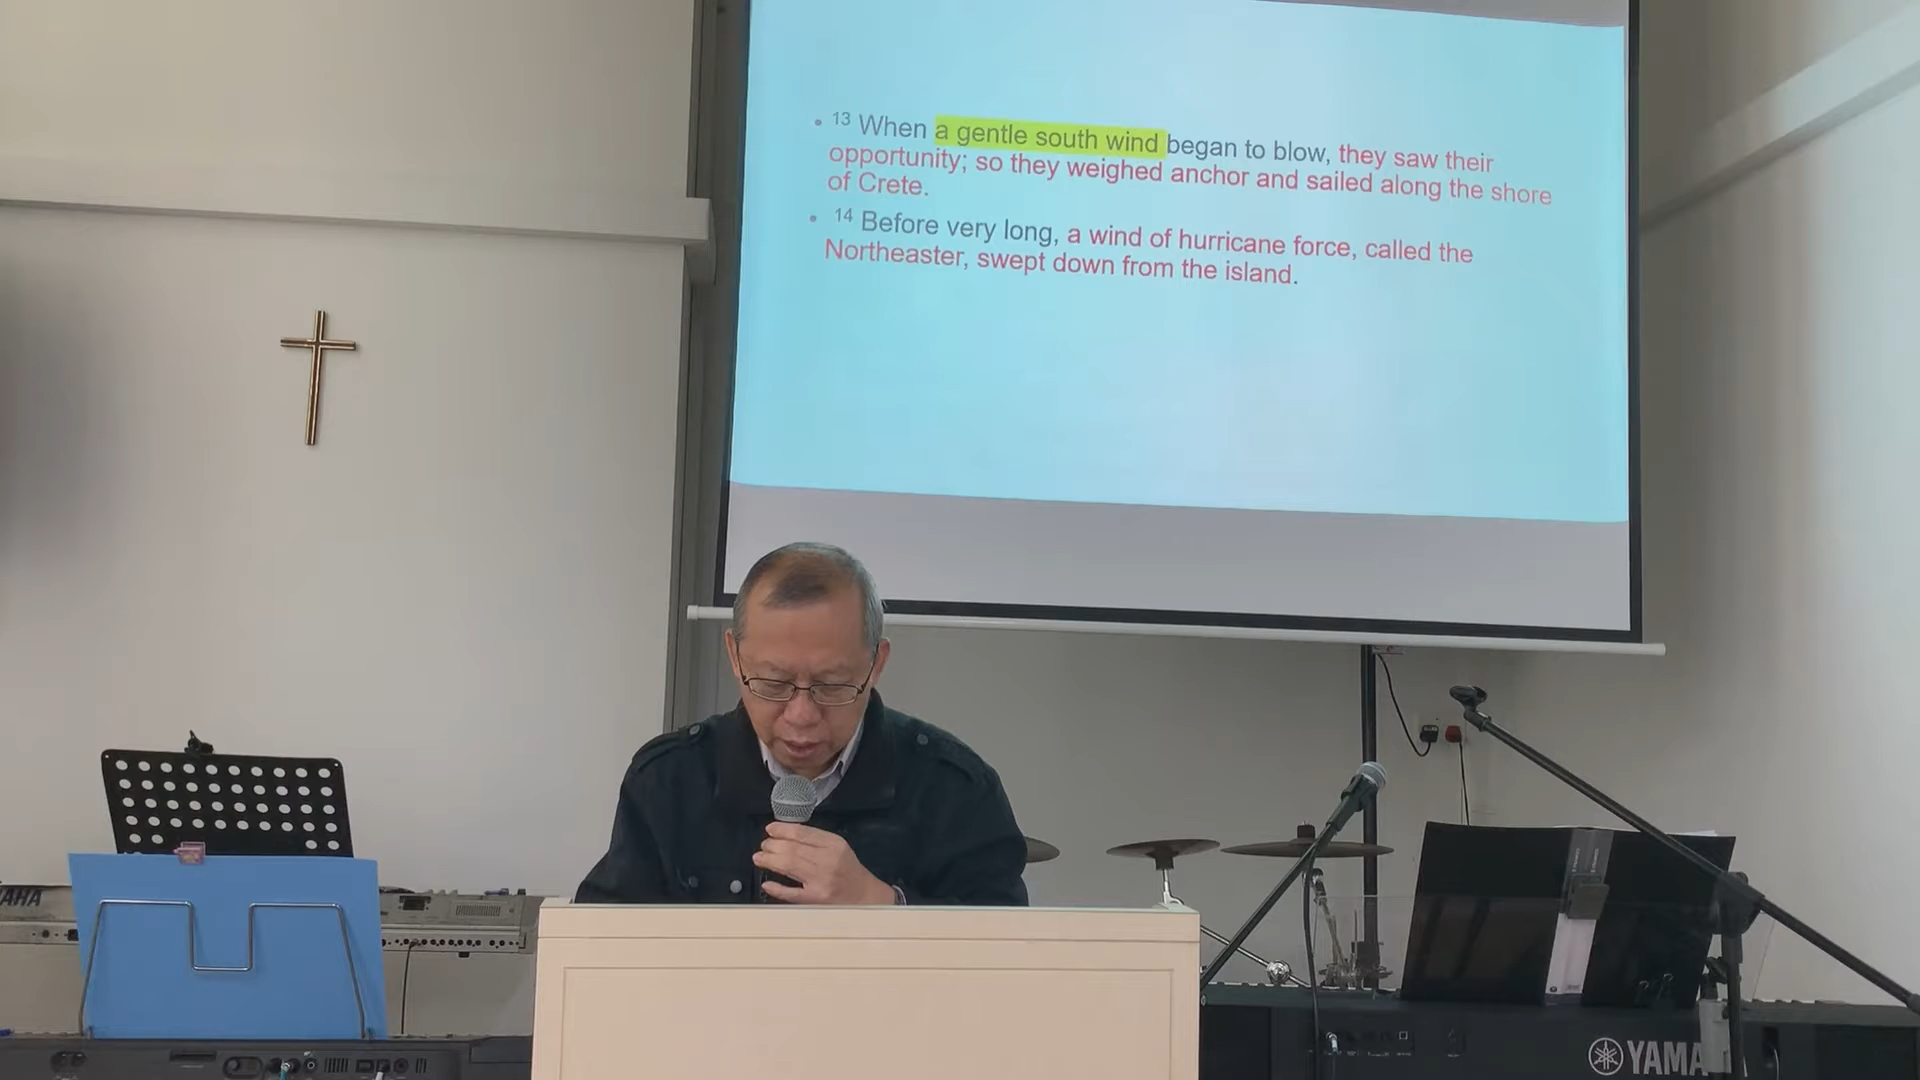 • 13 When a gentle south wind began to blow, they saw their
opportunity; so they weighed anchor and sailed along the shore
of Crete.
• 14 Before very long, a wind of hurricane force, called the
Northeaster, swept down from the island.
AHA
YAMA